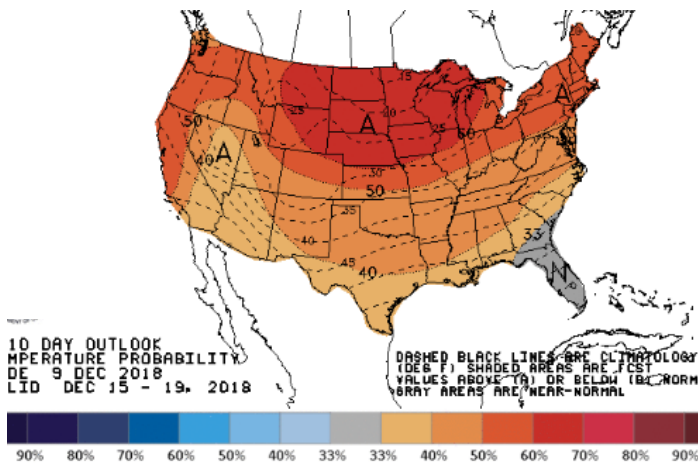 50
40
A
25
15
20
A
25
60
A
30
50
35
40
45
40
33
N
10 DAY OUTLOOK
MPERATURE PROBABILITY
DE 9 DEC 2018
LID DEC 15 - 19, 2018
DASHED BLACK LINES ARE CLIMATOLOGY
(DEG F) SHADED AREAS ARE FCST
VALUES ABOVE (A) OR BELOW (B) NORM
GRAY AREAS ARE NEAR-NORMAL
90% 80% 70% 60% 50% 40% 33% 33% 40% 50% 60% 70% 80% 90%